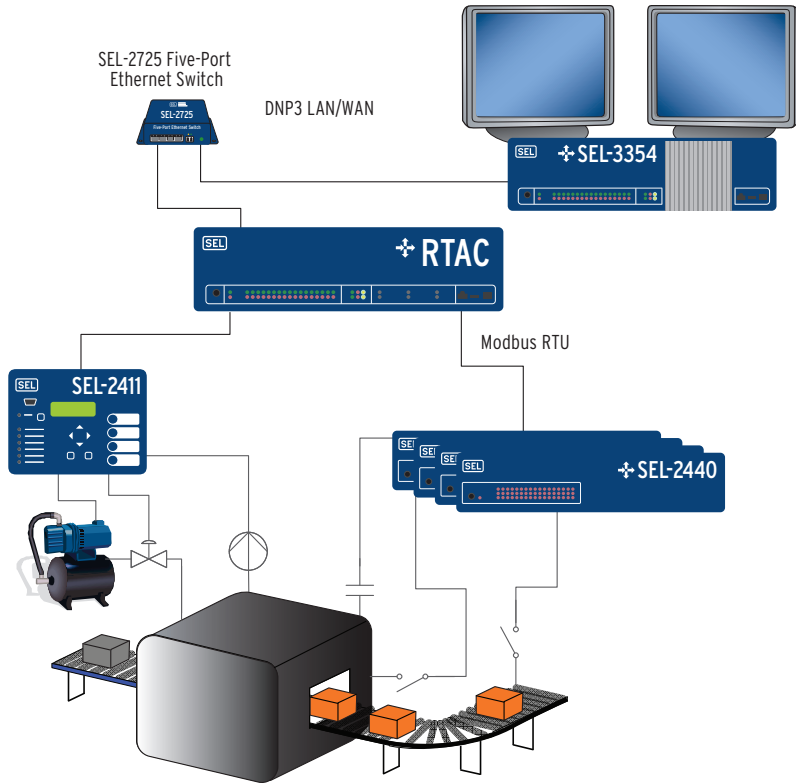 SEL-2725 Five-Port
Ethernet Switch
SEL
SEL-2725
Five-Port Ethernet Switch
DNP3 LAN/WAN
SEL
SEL-3354
SEL
RTAC
Modbus RTU
SEL
SEL-2411
SEL
SEL
SEL
SEL
SEL-2440